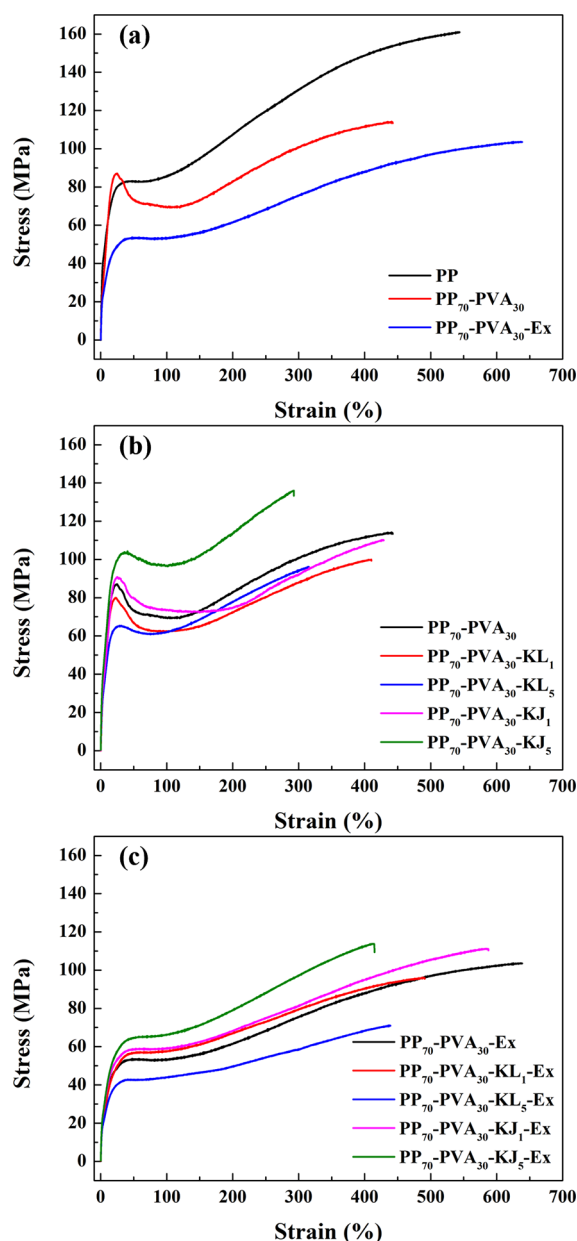 (a)
160
140
120
100
80
60
40
20
0
Stress (MPa)
PP
PP₇₀-PVA₃₀
PP₇₀-PVA₃₀-Ex
0 100 200 300 400 500 600 700
Strain (%)
(b)
160
140
120
100
80
60
40
20
0
Stress (MPa)
PP₇₀-PVA₃₀
PP₇₀-PVA₃₀-KL₁
PP₇₀-PVA₃₀-KL₅
PP₇₀-PVA₃₀-KJ₁
PP₇₀-PVA₃₀-KJ₅
0 100 200 300 400 500 600 700
Strain (%)
(c)
160
140
120
100
80
60
40
20
0
Stress (MPa)
PP₇₀-PVA₃₀-Ex
PP₇₀-PVA₃₀-KL₁-Ex
PP₇₀-PVA₃₀-KL₅-Ex
PP₇₀-PVA₃₀-KJ₁-Ex
PP₇₀-PVA₃₀-KJ₅-Ex
0 100 200 300 400 500 600 700
Strain (%)